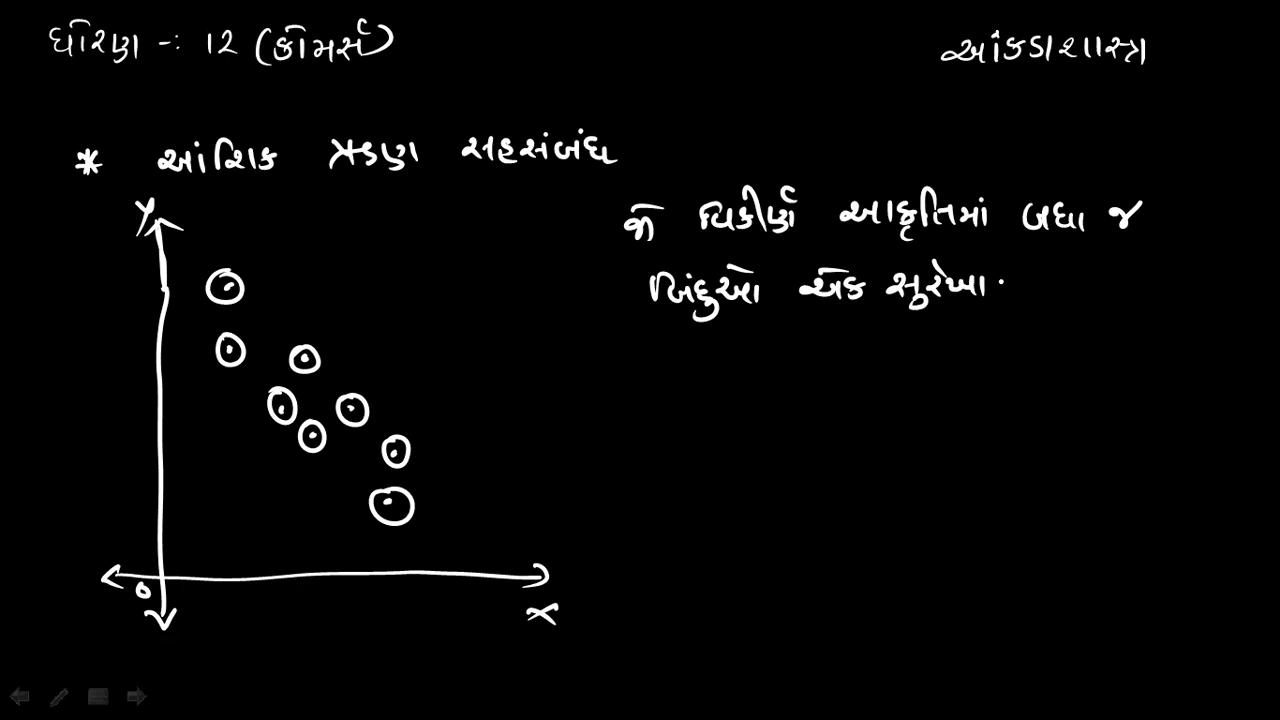 ધોરણ -: 12 (કોમર્સ)
આંકડાશાસ્ત્ર
* આંશિક ઋણ સહસંબંધ
જો વિકીર્ણ આકૃતિમાં બધા જ
બિંદુઓ એક સુરેખા
Y
0
X